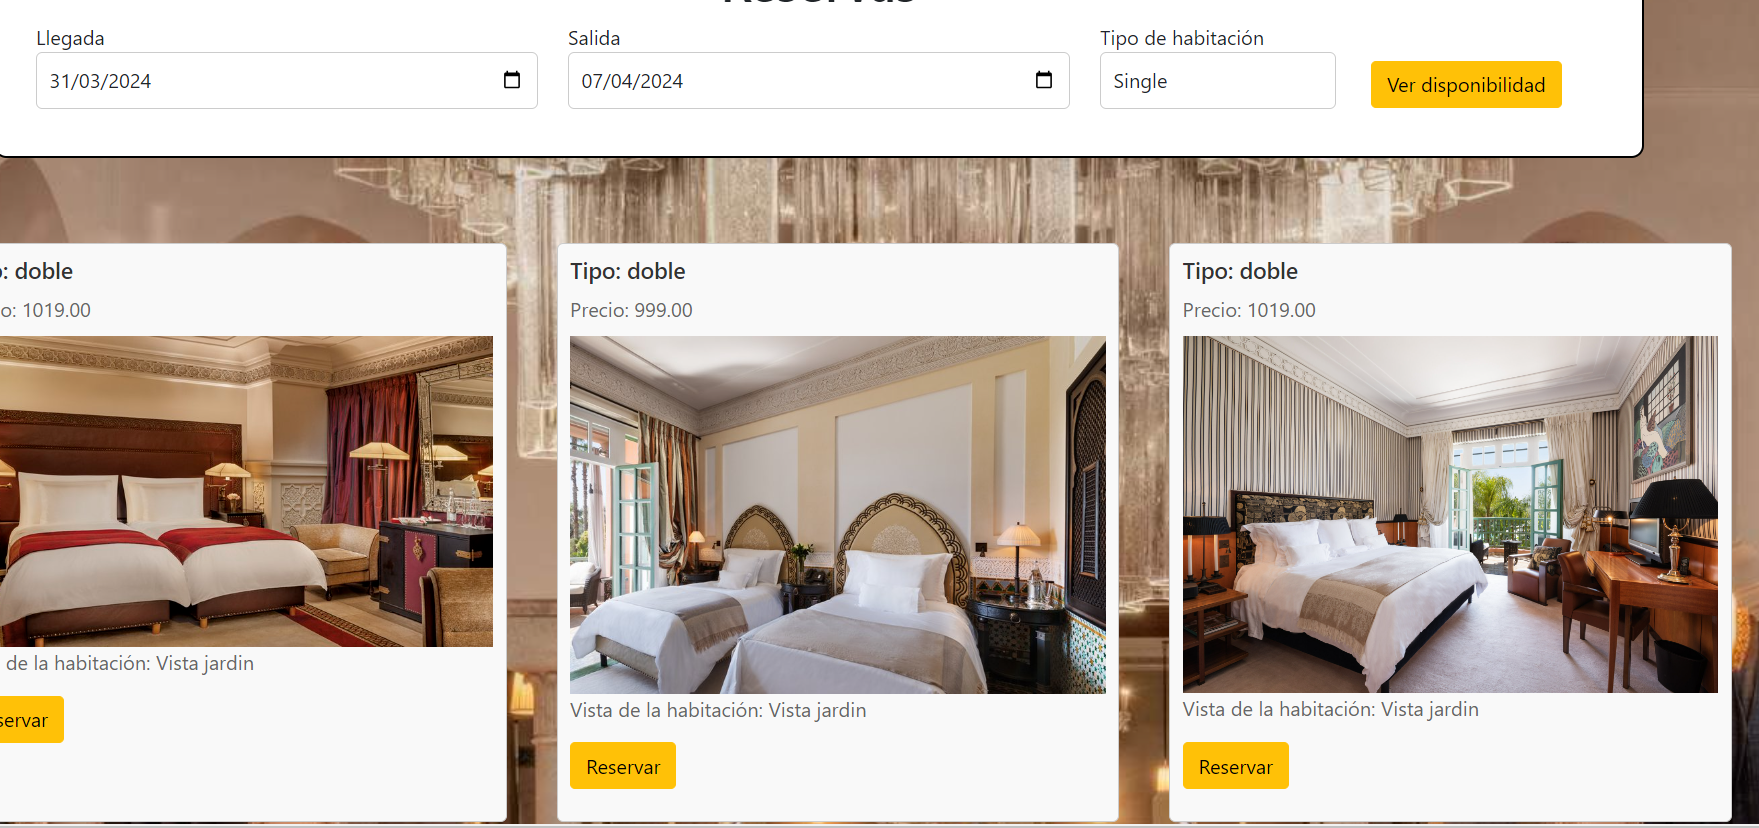 Reservas
Llegada
Salida
Tipo de habitación
31/03/2024
07/04/2024
Single
Ver disponibilidad
: doble
o: 1019.00
de la habitación: Vista jardin
servar
Tipo: doble
Precio: 999.00
Vista de la habitación: Vista jardin
Reservar
Tipo: doble
Precio: 1019.00
Vista de la habitación: Vista jardin
Reservar